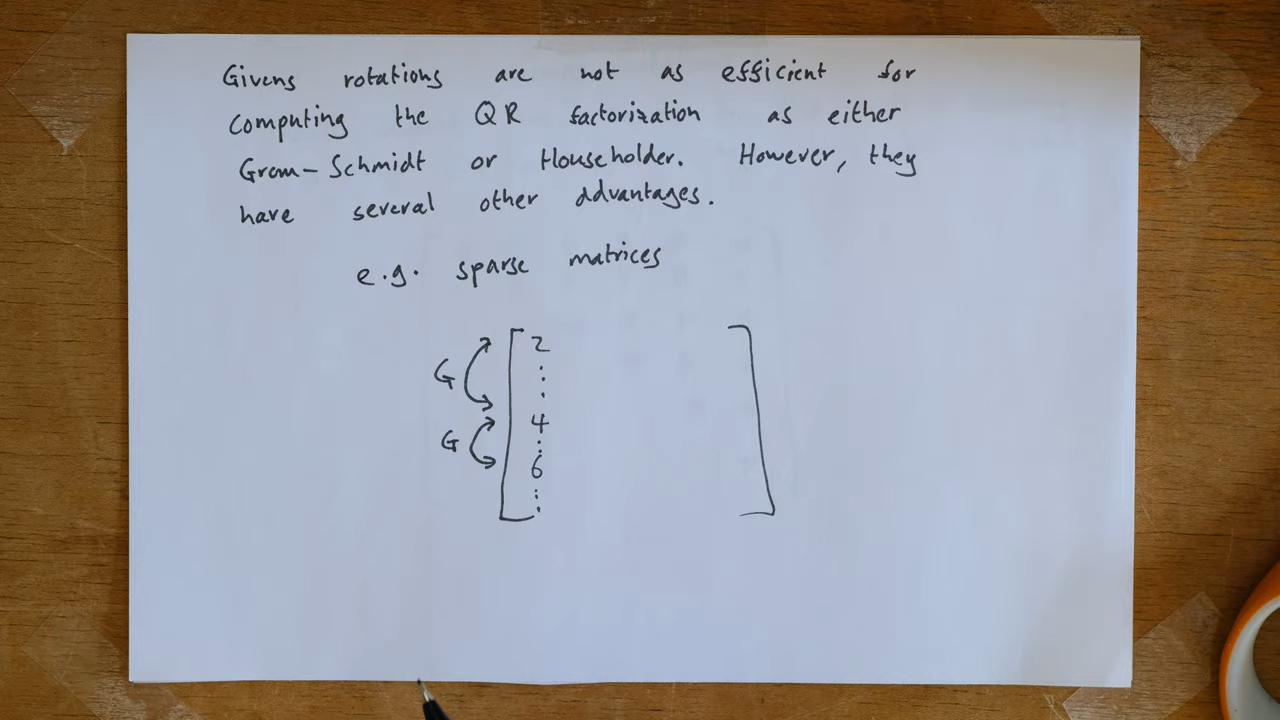 Givens rotations are not as efficient for
computing the QR factorization as either
Gram-Schmidt or Householder. However, they
have several other advantages.
e.g. sparse matrices
2
⋮
G
4
G
⋮
6
⋮